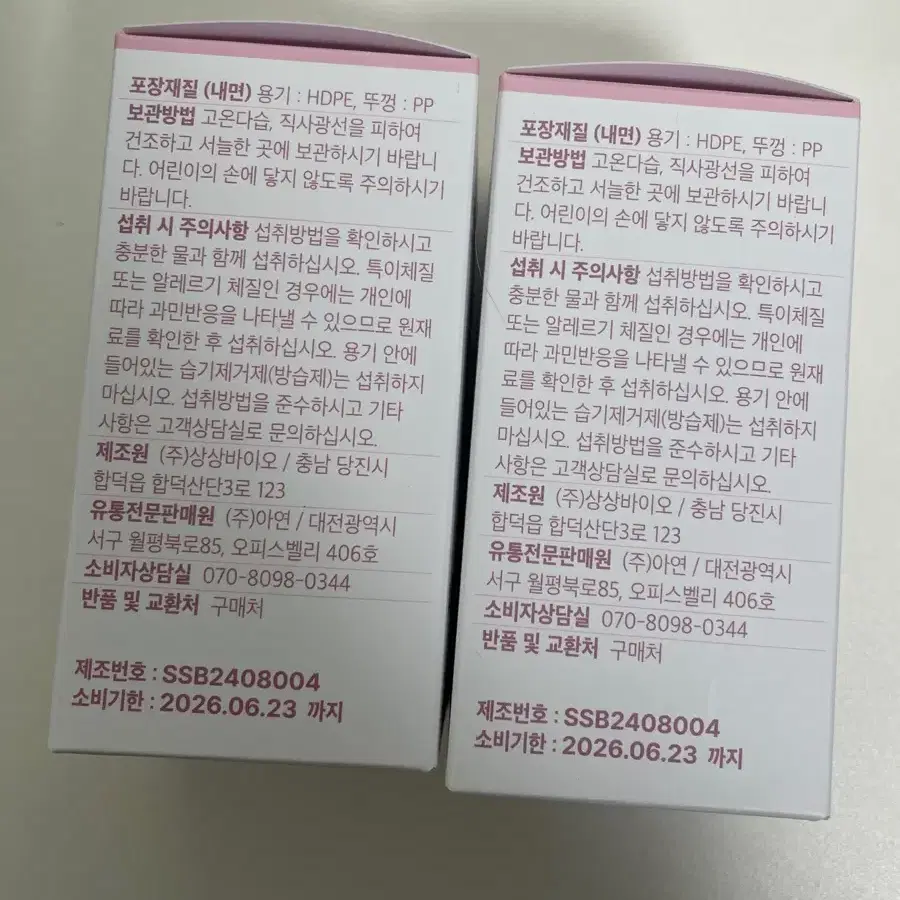 포장재질 (내면) 용기 : HDPE, 뚜껑 : PP
보관방법 고온다습, 직사광선을 피하여
건조하고 서늘한 곳에 보관하시기 바랍니
다. 어린이의 손에 닿지 않도록 주의하시기
바랍니다.
섭취 시 주의사항 섭취방법을 확인하시고
충분한 물과 함께 섭취하십시오. 특이체질
또는 알레르기 체질인 경우에는 개인에
따라 과민반응을 나타낼 수 있으므로 원재
료를 확인한 후 섭취하십시오. 용기 안에
들어있는 습기제거제(방습제)는 섭취하지
마십시오. 섭취방법을 준수하시고 기타
사항은 고객상담실로 문의하십시오.
제조원 (주)상상바이오 / 충남 당진시
합덕읍 합덕산단3로 123
유통전문판매원 (주)아연 / 대전광역시
서구 월평북로85, 오피스벨리 406호
소비자상담실 070-8098-0344
반품 및 교환처 구매처
제조번호 : SSB2408004
소비기한 : 2026.06.23 까지
포장재질 (내면) 용기 : HDPE, 뚜껑 : PP
보관방법 고온다습, 직사광선을 피하여
건조하고 서늘한 곳에 보관하시기 바랍니
다. 어린이의 손에 닿지 않도록 주의하시기
바랍니다.
섭취 시 주의사항 섭취방법을 확인하시고
충분한 물과 함께 섭취하십시오. 특이체질
또는 알레르기 체질인 경우에는 개인에
따라 과민반응을 나타낼 수 있으므로 원재
료를 확인한 후 섭취하십시오. 용기 안에
들어있는 습기제거제(방습제)는 섭취하지
마십시오. 섭취방법을 준수하시고 기타
사항은 고객상담실로 문의하십시오.
제조원 (주)상상바이오 / 충남 당진시
합덕읍 합덕산단3로 123
유통전문판매원 (주)아연 / 대전광역시
서구 월평북로85, 오피스벨리 406호
소비자상담실 070-8098-0344
반품 및 교환처 구매처
제조번호 : SSB2408004
소비기한 : 2026.06.23 까지